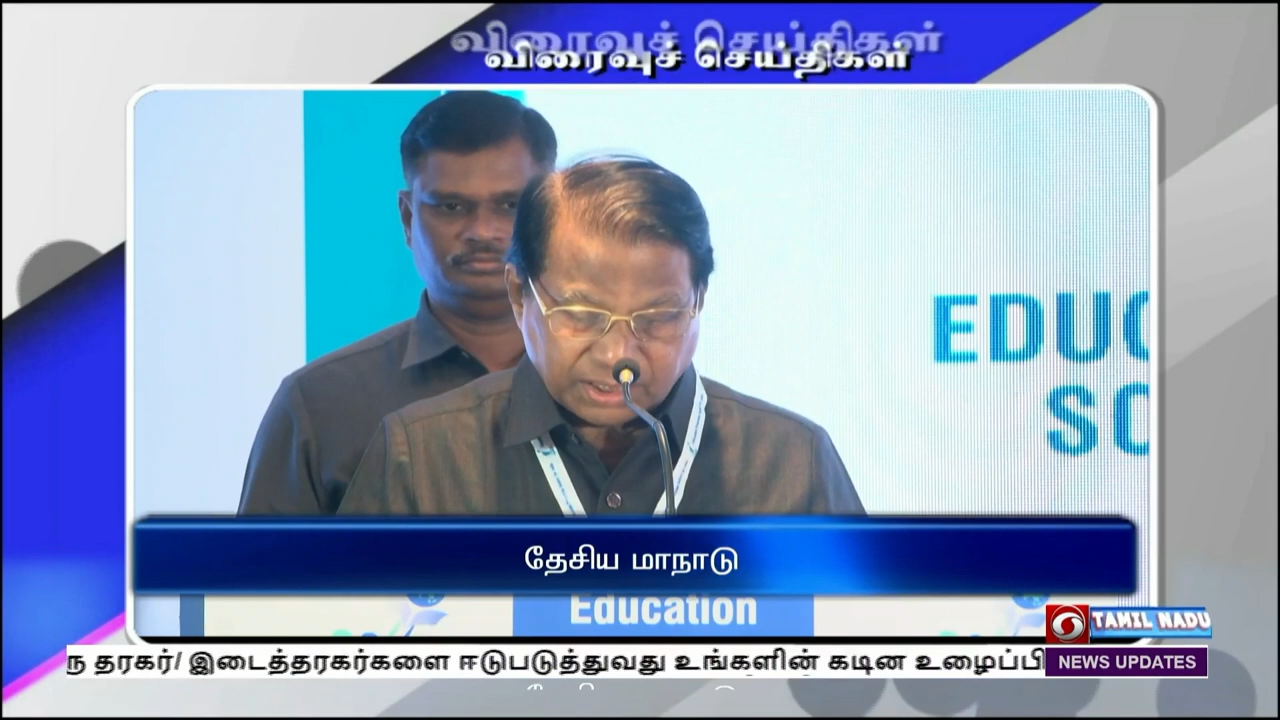 விரைவுச் செய்திகள்
விரைவுச் செய்திகள்
EDUC
SC
தேசிய மாநாடு
Education
TAMIL NADU
ரு தரகர்/ இடைத்தரகர்களை ஈடுபடுத்துவது உங்களின் கடின உழைப்பி
NEWS UPDATES